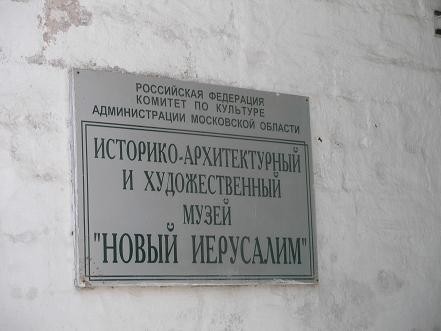 РОССИЙСКАЯ ФЕДЕРАЦИЯ
КОМИТЕТ ПО КУЛЬТУРЕ
АДМИНИСТРАЦИИ МОСКОВСКОЙ ОБЛАСТИ
ИСТОРИКО-АРХИТЕКТУРНЫЙ
И ХУДОЖЕСТВЕННЫЙ
МУЗЕЙ
"НОВЫЙ ИЕРУСАЛИМ"